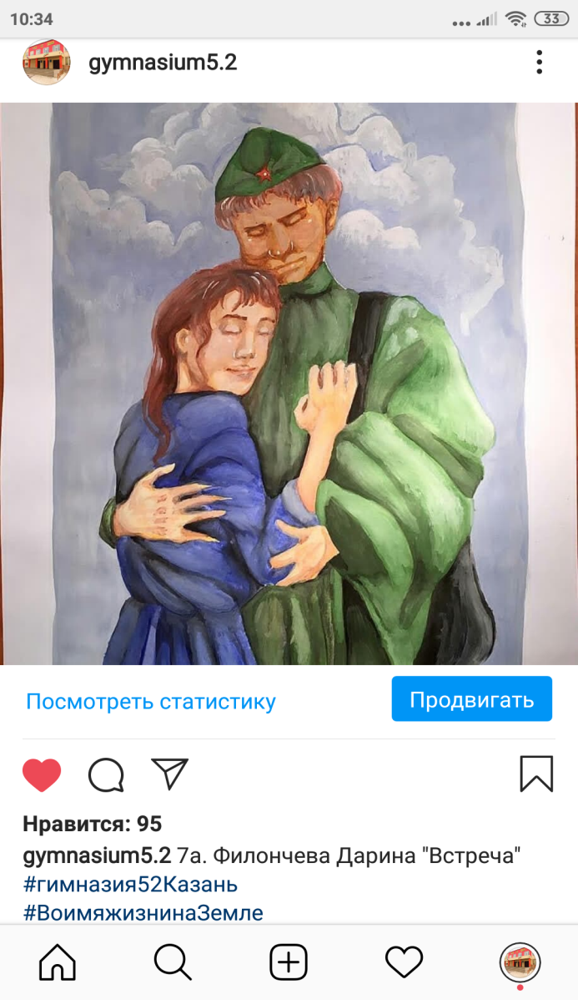 10:34
33
gymnasium5.2
Посмотреть статистику
Продвигать
Нравится: 95
gymnasium5.2 7а. Филончева Дарина "Встреча"
#гимназия52Казань
#ВоимяжизнинаЗемле